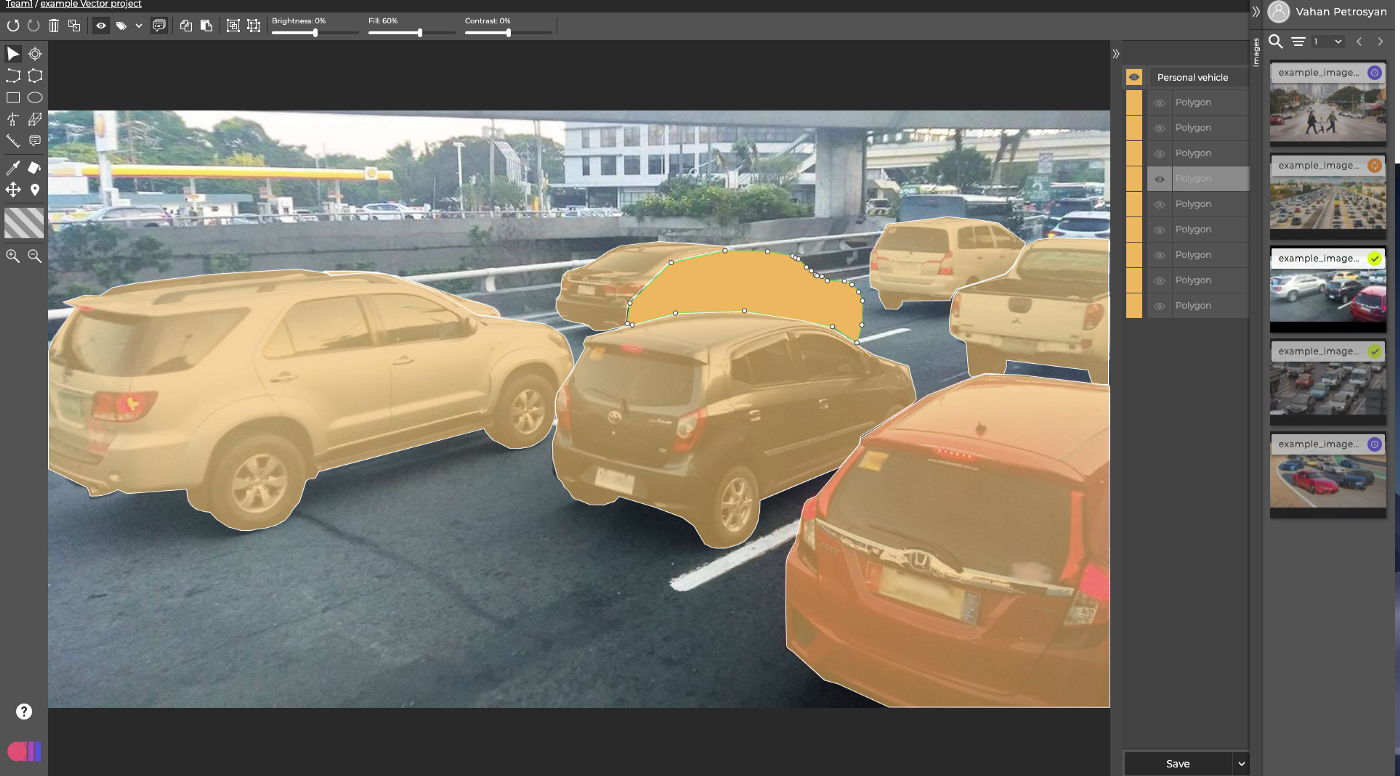 Team1 / example Vector project
Brightness: 0%
Fill: 60%
Contrast: 0%
Vahan Petrosyan
Images
1
Personal vehicle
Polygon
Polygon
Polygon
Polygon
Polygon
Polygon
Polygon
Polygon
Polygon
example_image...
example_image...
example_image...
example_image...
example_image...
?
Save